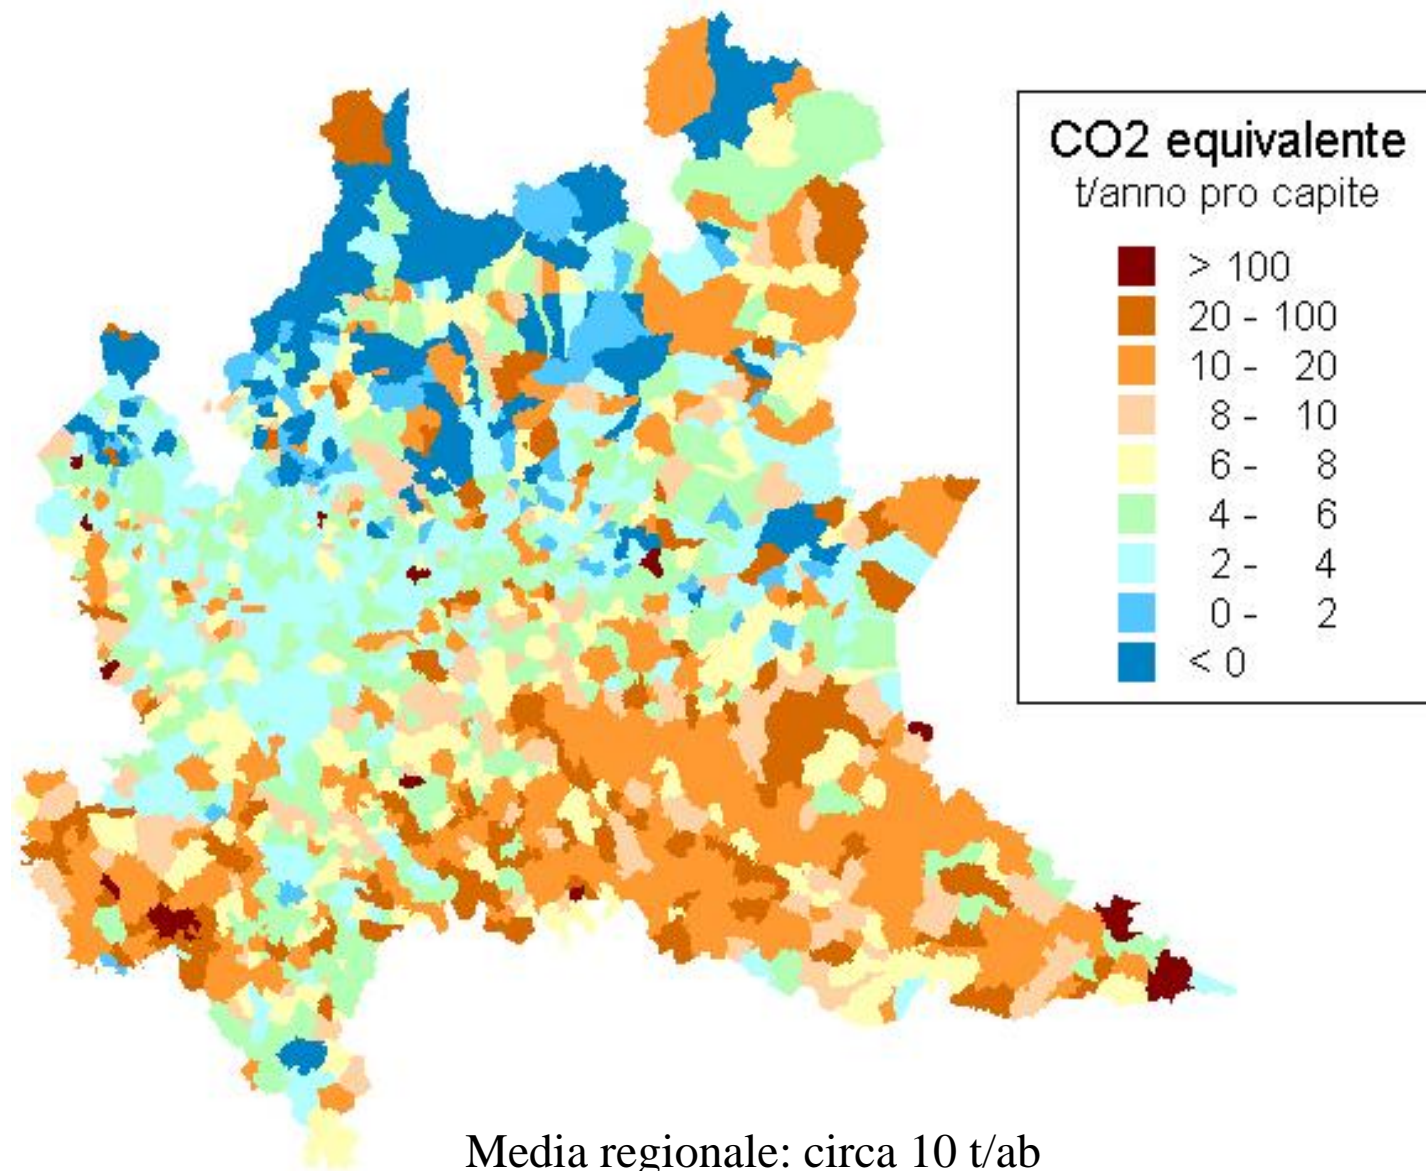 CO2 equivalente
t/anno pro capite
> 100
20 - 100
10 - 20
8 - 10
6 - 8
4 - 6
2 - 4
0 - 2
< 0
Media regionale: circa 10 t/ab